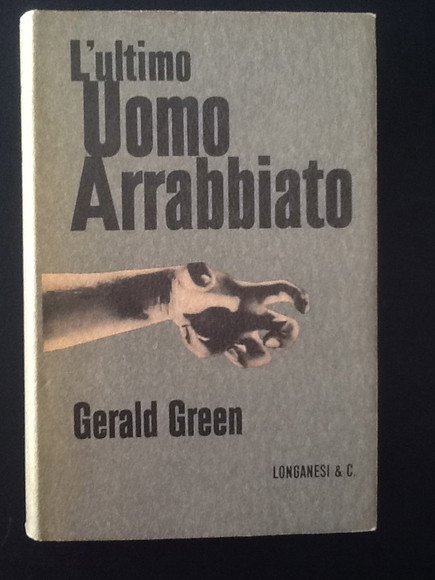 L'ultimo
Uomo
Arrabbiato
Gerald Green
LONGANESI & C.